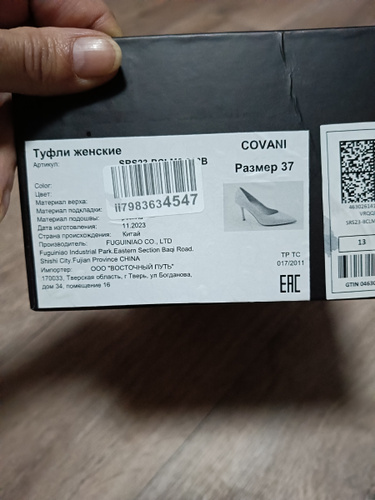 Туфли женские
COVANI
Артикул:
Размер 37
Color:
Цвет:
Материал верха:
Материал подкладки:
Материал подошвы:
Дата изготовления: 11.2023
Страна происхождения: Китай
Производитель: FUGUINIAO CO., LTD
Fuguiniao Industrial Park.Eastern Section Baqi Road.
Shishi City.Fujian Province CHINA
Импортер: ООО "ВОСТОЧНЫЙ ПУТЬ"
170033, Тверская область, г Тверь, ул Богданова,
дом 34, помещение 16
ii7983634547
ТР ТС
017/2011
EAC
13
GTIN 0463